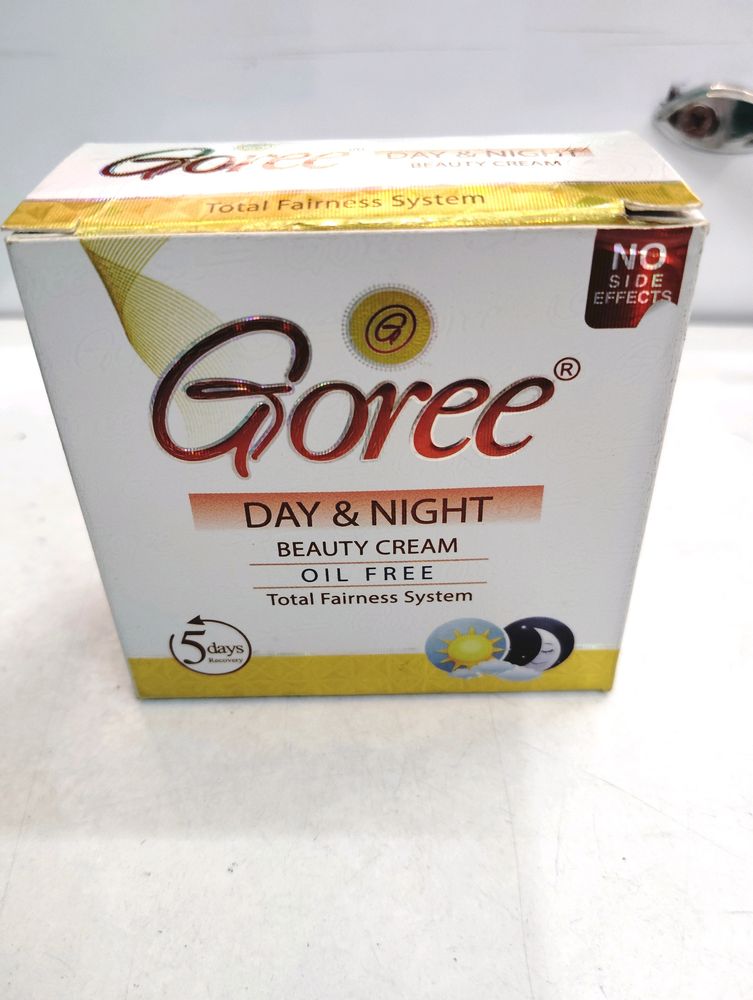 Goree
DAY & NIGHT
BEAUTY CREAM
Total Fairness System
NO
SIDE
EFFECTS
G
Goree®
DAY & NIGHT
BEAUTY CREAM
OIL FREE
Total Fairness System
5 days
Recovery